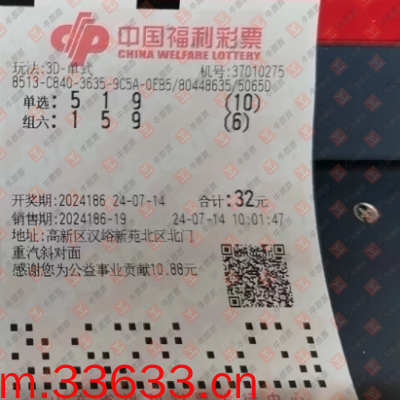 中国福利彩票
CHINA WELFARE LOTTERY
玩法:3D-单式 机号:37010275
8513-C840-3635-9C5A-0EB5/80448635/5065D
单选:5 1 9 (10)
组六:1 5 9 (6)
开奖期:2024186 24-07-14 合计:32元
销售期:2024186-19 24-07-14 10:01:47
地址:高新区汉峪新苑北区北门
重汽斜对面
感谢您为公益事业贡献10.88元
m.33633.cn